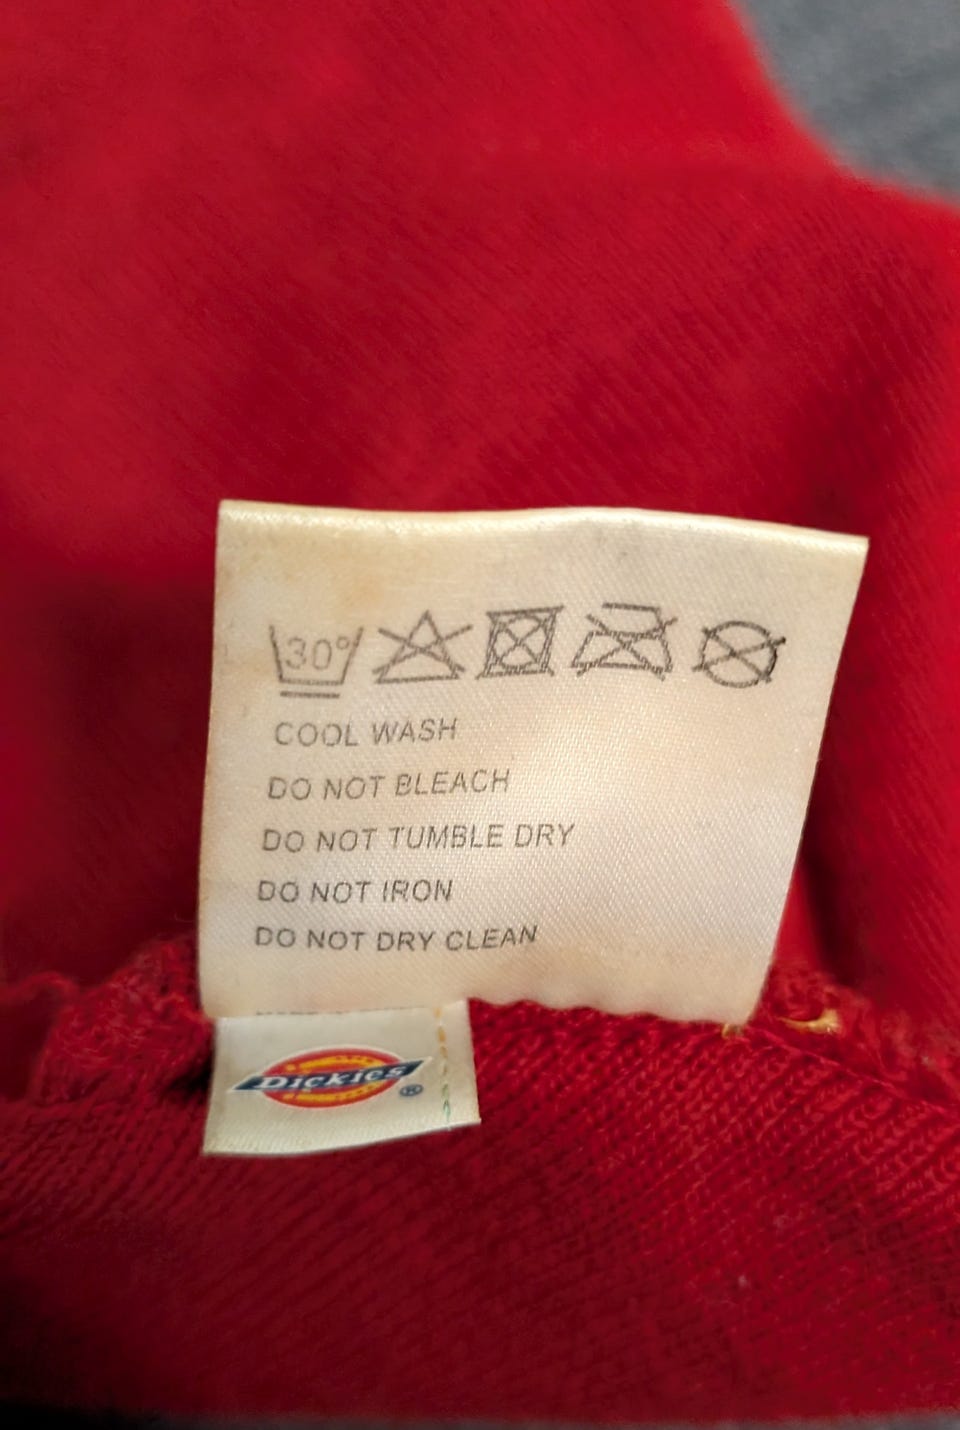 30°
COOL WASH
DO NOT BLEACH
DO NOT TUMBLE DRY
DO NOT IRON
DO NOT DRY CLEAN
Dickies®